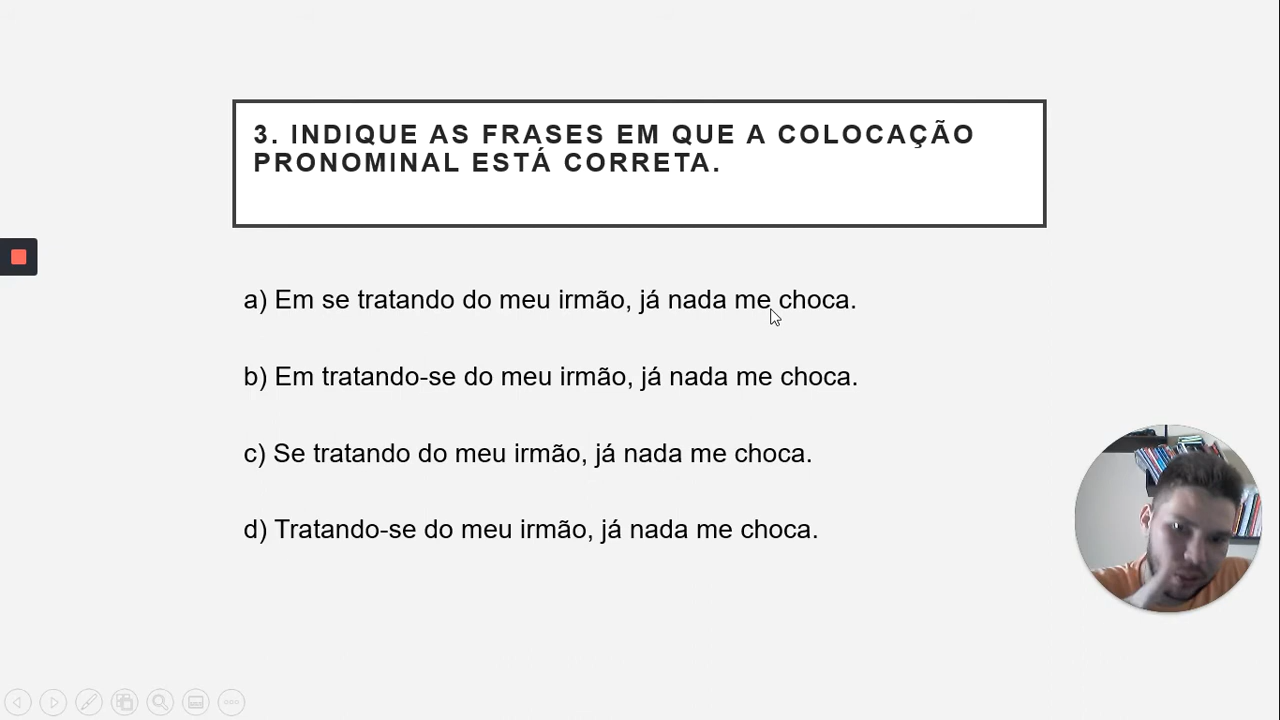 3. INDIQUE AS FRASES EM QUE A COLOCAÇÃO
PRONOMINAL ESTÁ CORRETA.
a) Em se tratando do meu irmão, já nada me choca.
b) Em tratando-se do meu irmão, já nada me choca.
c) Se tratando do meu irmão, já nada me choca.
d) Tratando-se do meu irmão, já nada me choca.